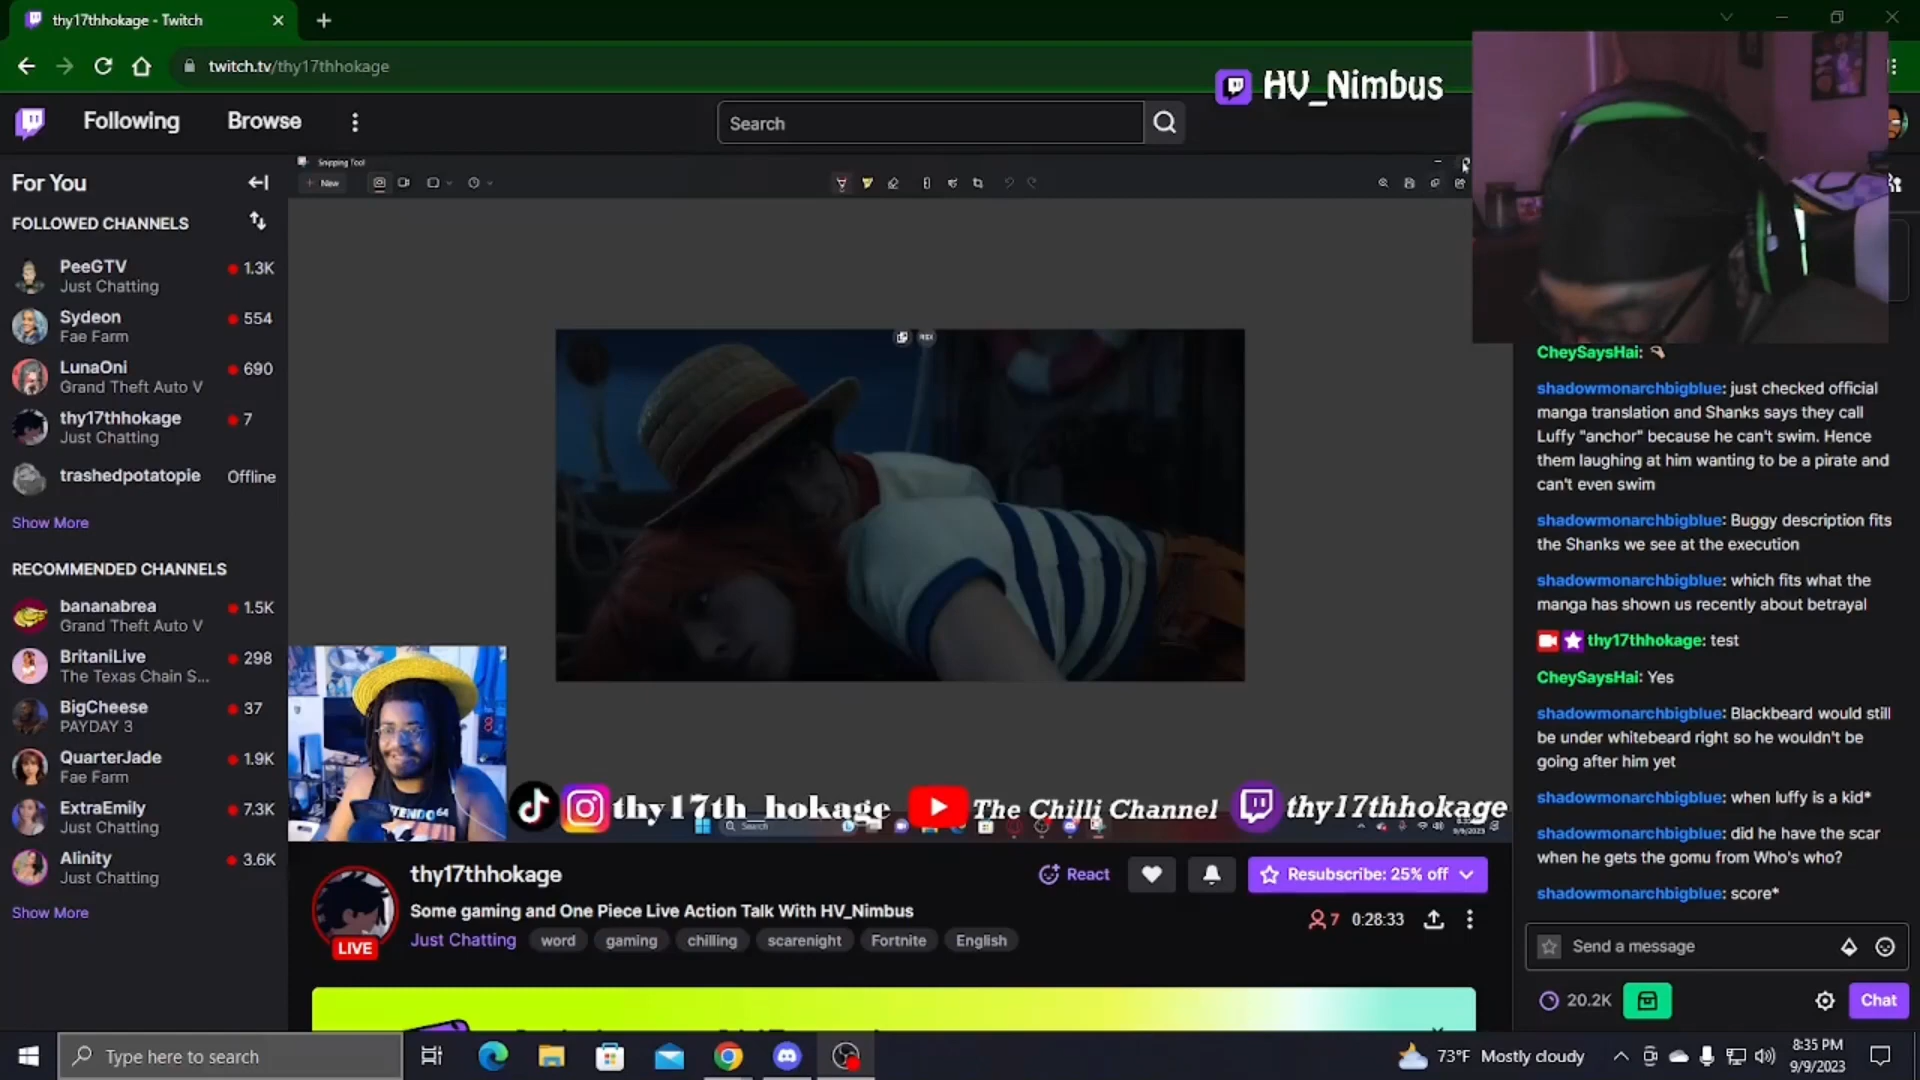 thy17thhokage - Twitch
twitch.tv/thy17thhokage
HV_Nimbus
Following
Browse
Search
For You
FOLLOWED CHANNELS
PeeGTV
1.3K
Just Chatting
Sydeon
554
Fae Farm
LunaOni
690
Grand Theft Auto V
thy17thhokage
7
Just Chatting
trashedpotatopie
Offline
Show More
RECOMMENDED CHANNELS
bananabrea
1.5K
Grand Theft Auto V
BritaniLive
298
The Texas Chain S...
BigCheese
37
PAYDAY 3
QuarterJade
1.9K
Fae Farm
ExtraEmily
7.3K
Just Chatting
Alinity
3.6K
Just Chatting
Show More
Snipping Tool
New
TENDO
thy17th_hokage
The Chilli Channel
thy17thhokage
Search
9/9/2023
LIVE
thy17thhokage
Some gaming and One Piece Live Action Talk With HV_Nimbus
Just Chatting
word
gaming
chilling
scarenight
Fortnite
English
React
Resubscribe: 25% off
7
0:28:33
CheySaysHai:
shadowmonarchbigblue: just checked official
manga translation and Shanks says they call
Luffy "anchor" because he can't swim. Hence
them laughing at him wanting to be a pirate and
can't even swim
shadowmonarchbigblue: Buggy description fits
the Shanks we see at the execution
shadowmonarchbigblue: which fits what the
manga has shown us recently about betrayal
thy17thhokage: test
CheySaysHai: Yes
shadowmonarchbigblue: Blackbeard would still
be under whitebeard right so he wouldn't be
going after him yet
shadowmonarchbigblue: when luffy is a kid*
shadowmonarchbigblue: did he have the scar
when he gets the gomu from Who's who?
shadowmonarchbigblue: score*
Send a message
20.2K
Chat
Type here to search
73°F Mostly cloudy
8:35 PM
9/9/2023